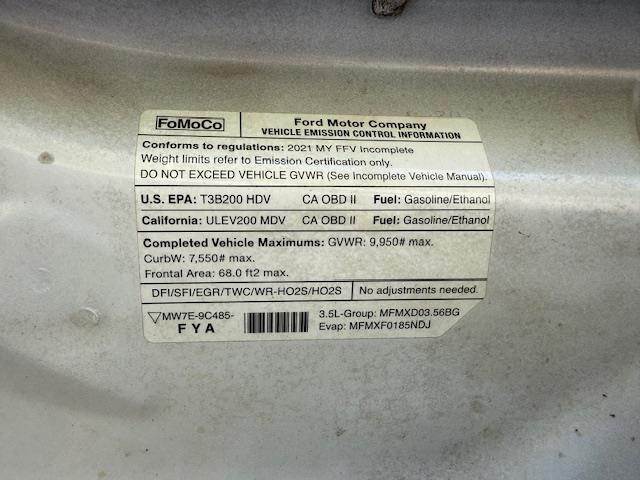 FoMoCo
Ford Motor Company
VEHICLE EMISSION CONTROL INFORMATION
Conforms to regulations: 2021 MY FFV Incomplete
Weight limits refer to Emission Certification only.
DO NOT EXCEED VEHICLE GVWR (See Incomplete Vehicle Manual).
U.S. EPA: T3B200 HDV CA OBD II Fuel: Gasoline/Ethanol
California: ULEV200 MDV CA OBD II Fuel: Gasoline/Ethanol
Completed Vehicle Maximums: GVWR: 9,950# max.
CurbW: 7,550# max.
Frontal Area: 68.0 ft2 max.
DFI/SFI/EGR/TWC/WR-HO2S/HO2S No adjustments needed.
MW7E-9C485-
FYA
3.5L-Group: MFMXD03.56BG
Evap: MFMXF0185NDJ